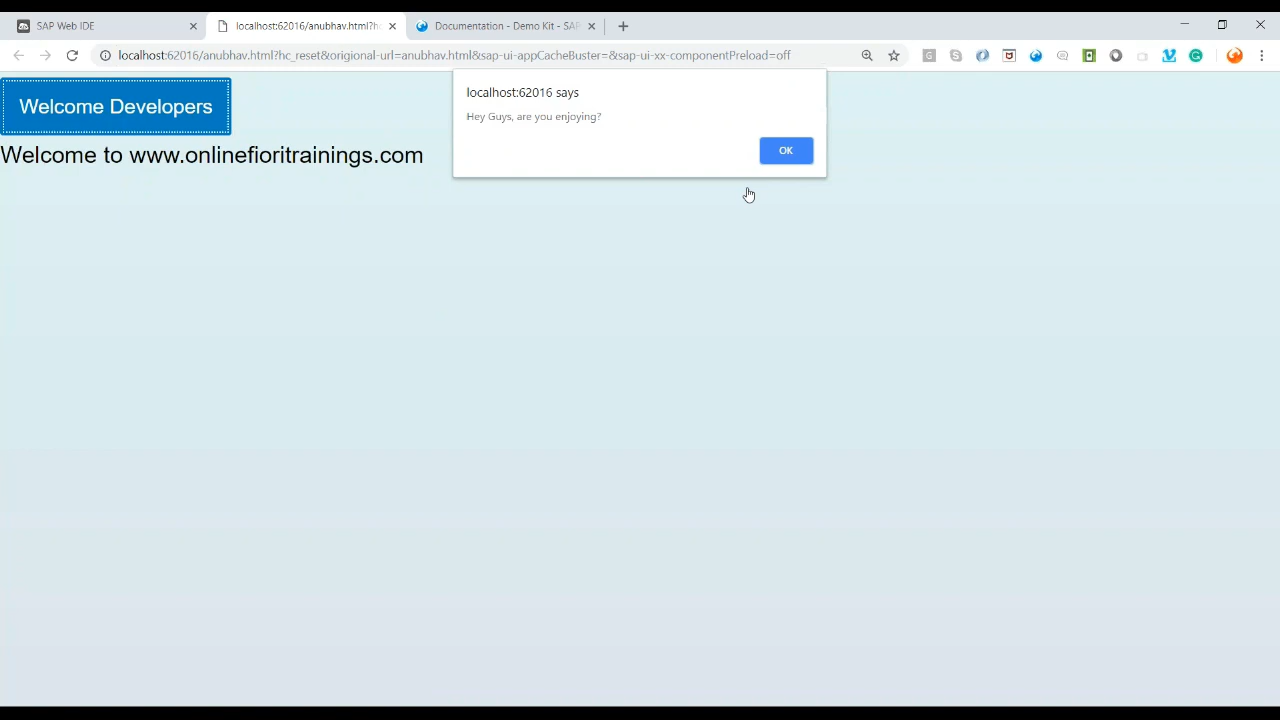 SAP Web IDE
localhost:62016/anubhav.html?h
Documentation - Demo Kit - SAP
localhost:62016/anubhav.html?hc_reset&origional-url=anubhav.html&sap-ui-appCacheBuster=&sap-ui-xx-componentPreload=off
localhost:62016 says
Hey Guys, are you enjoying?
OK
Welcome Developers
Welcome to www.onlinefioritrainings.com